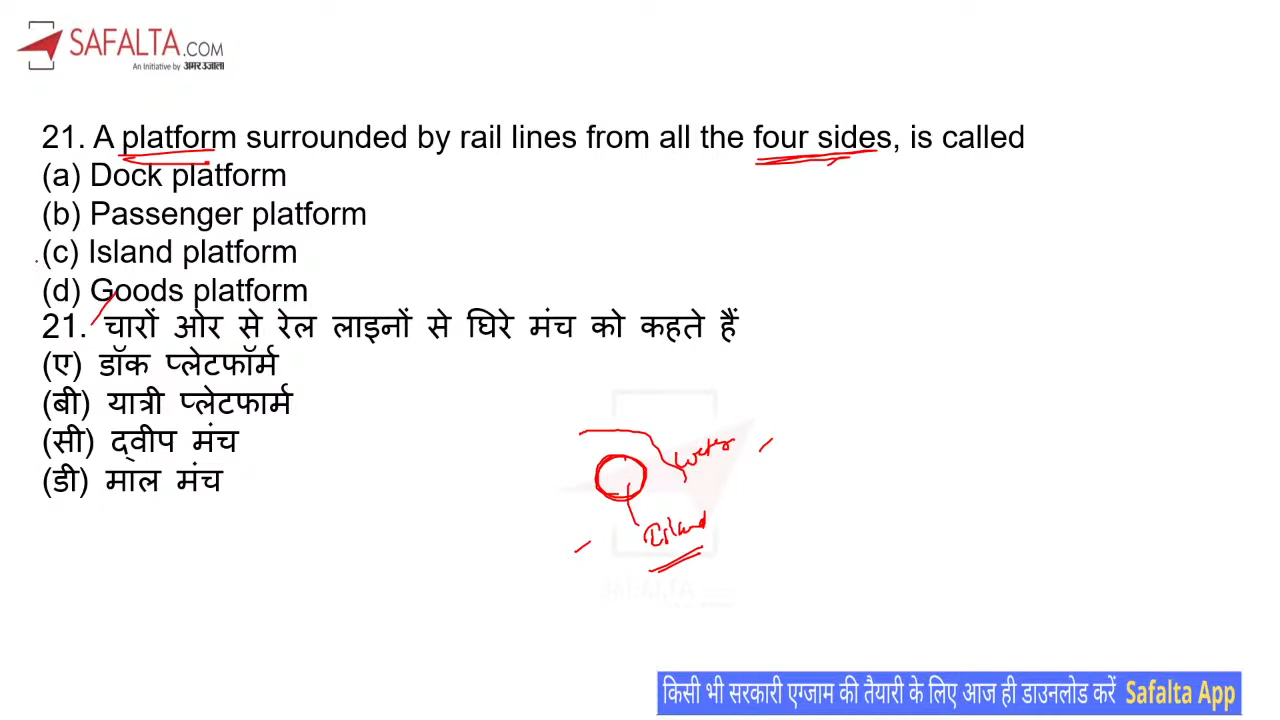 SAFALTA.COM
An Initiative by अमर उजाला
21. A platform surrounded by rail lines from all the four sides, is called
(a) Dock platform
(b) Passenger platform
(c) Island platform
(d) Goods platform
21. चारों ओर से रेल लाइनों से घिरे मंच को कहते हैं
(ए) डॉक प्लेटफॉर्म
(बी) यात्री प्लेटफार्म
(सी) द्वीप मंच
(डी) माल मंच
water
Island
किसी भी सरकारी एग्जाम की तैयारी के लिए आज ही डाउनलोड करें Safalta App